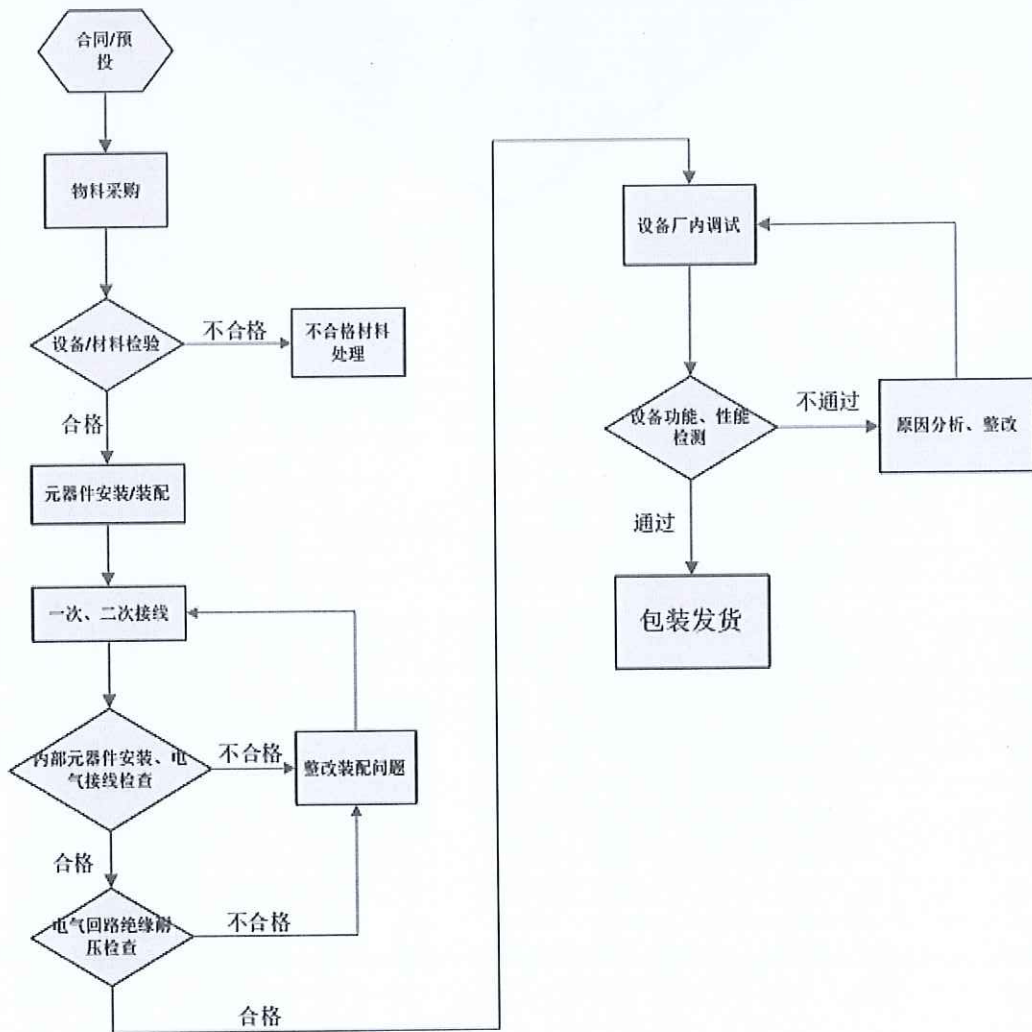 合同/预
投
物料采购
设备/材料检验
不合格
不合格材料
处理
合格
元器件安装/装配
一次、二次接线
内部元器件安装、电
气接线检查
不合格
整改装配问题
合格
电气回路绝缘耐
压检查
不合格
合格
设备厂内调试
设备功能、性能
检测
不通过
原因分析、整改
通过
包装发货